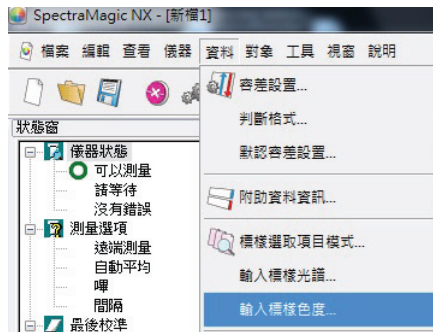 SpectraMagic NX - [新檔1]
檔案 編輯 查看 儀器 資料 對象 工具 視窗 說明
容差設置...
判斷格式...
默認容差設置...
附助資料資訊...
標樣選取項目模式...
輸入標樣光譜...
輸入標樣色度...
狀態窗
儀器狀態
可以測量
請等待
沒有錯誤
測量選項
遠端測量
自動平均
嗶
間隔
最後校準